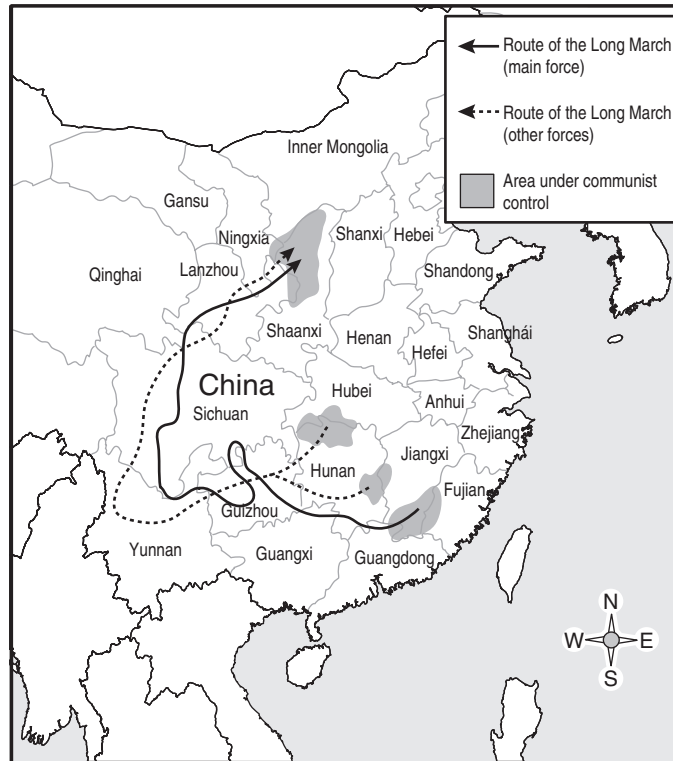 Route of the Long March
(main force)
Route of the Long March
(other forces)
Area under communist
control
Inner Mongolia
Gansu
Ningxia
Shanxi
Hebei
Qinghai
Lanzhou
Shandong
Shaanxi
Henan
Shanghái
Hefei
China
Hubei
Sichuan
Anhui
Zhejiang
Jiangxi
Hunan
Fujian
Guizhou
Yunnan
Guangxi
Guangdong
N
W
E
S